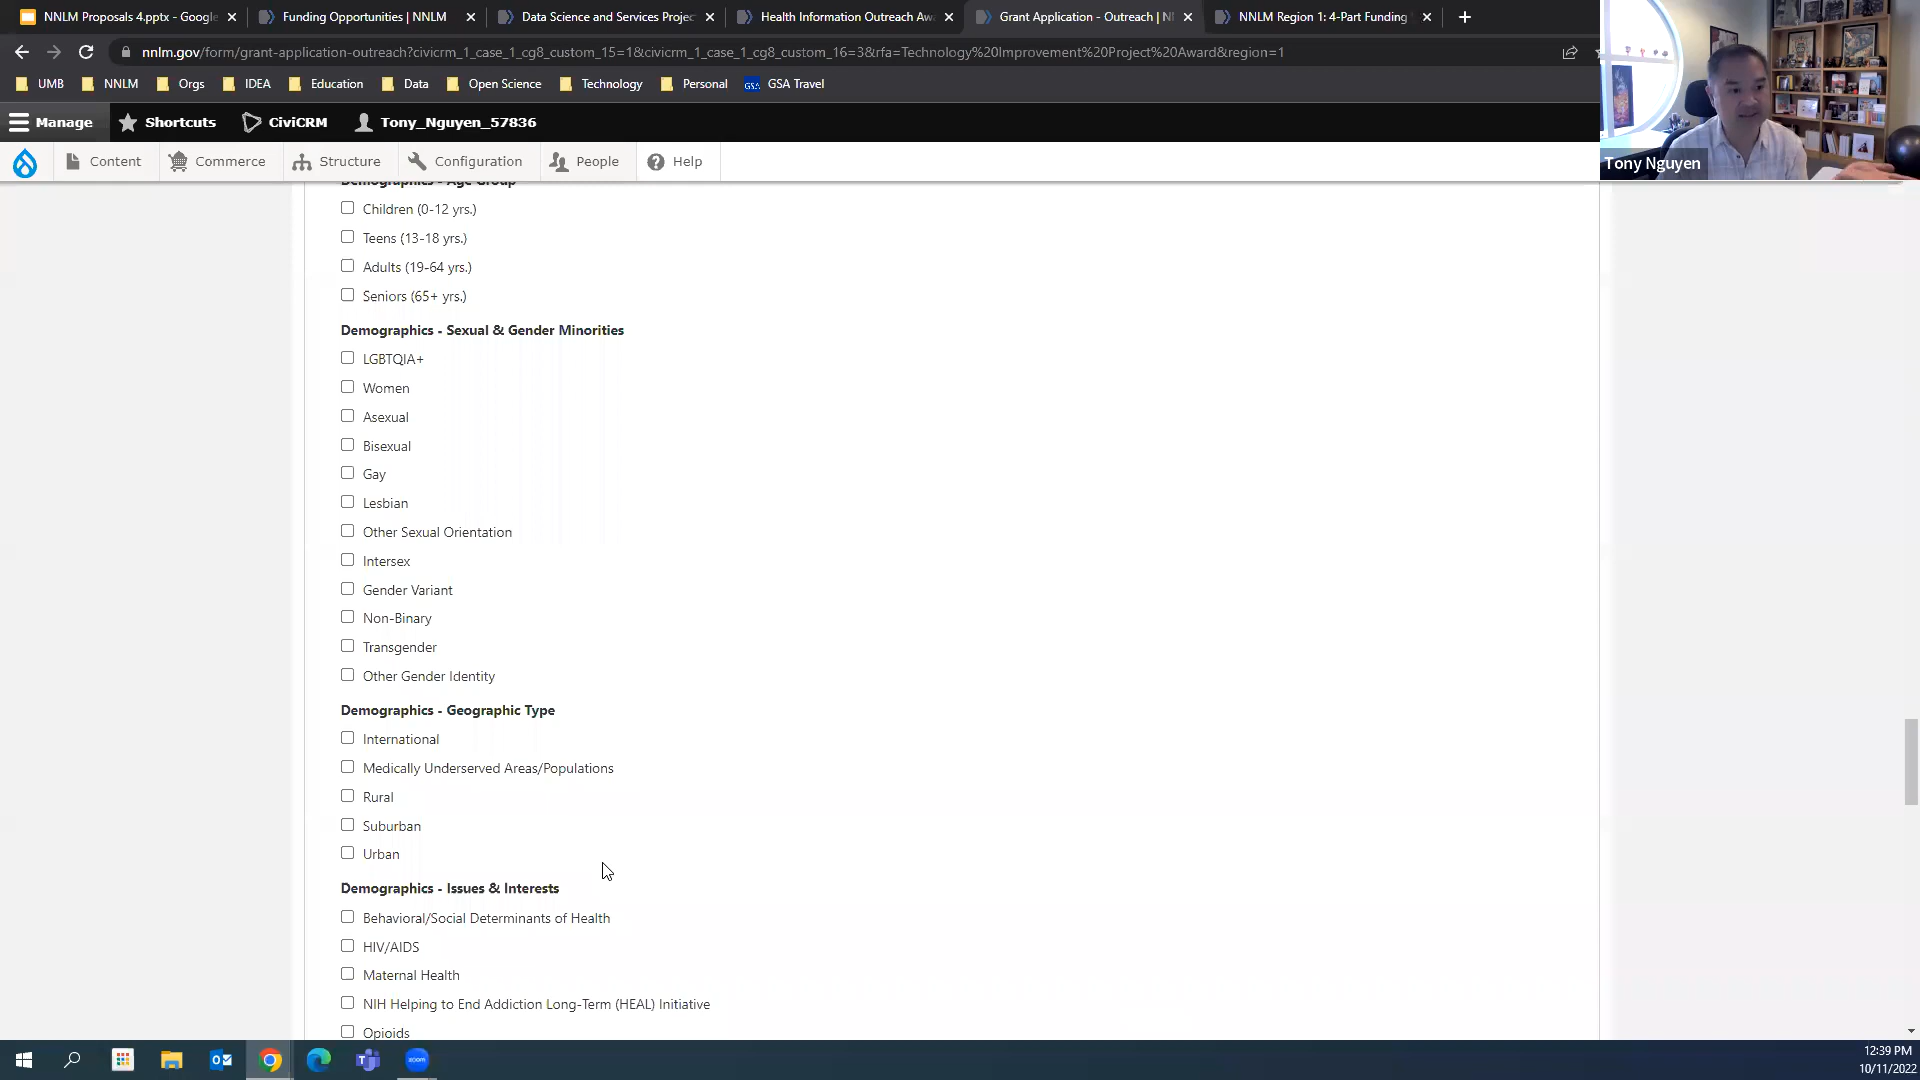 NNLM Proposals 4.pptx - Google
Funding Opportunities | NNLM
Data Science and Services Projec
Health Information Outreach Aw
Grant Application - Outreach | N
NNLM Region 1: 4-Part Funding
nnlm.gov/form/grant-application-outreach?civicrm_1_case_1_cg8_custom_15=1&civicrm_1_case_1_cg8_custom_16=3&rfa=Technology%20Improvement%20Project%20Award&region=1
UMB
NNLM
Orgs
IDEA
Education
Data
Open Science
Technology
Personal
GSA
GSA Travel
Manage
Shortcuts
CiviCRM
Tony_Nguyen_57836
Tony Nguyen
Content
Commerce
Structure
Configuration
People
Help
Demographics - Age Group
Children (0-12 yrs.)
Teens (13-18 yrs.)
Adults (19-64 yrs.)
Seniors (65+ yrs.)
Demographics - Sexual & Gender Minorities
LGBTQIA+
Women
Asexual
Bisexual
Gay
Lesbian
Other Sexual Orientation
Intersex
Gender Variant
Non-Binary
Transgender
Other Gender Identity
Demographics - Geographic Type
International
Medically Underserved Areas/Populations
Rural
Suburban
Urban
Demographics - Issues & Interests
Behavioral/Social Determinants of Health
HIV/AIDS
Maternal Health
NIH Helping to End Addiction Long-Term (HEAL) Initiative
Opioids
zoom
12:39 PM
10/11/2022